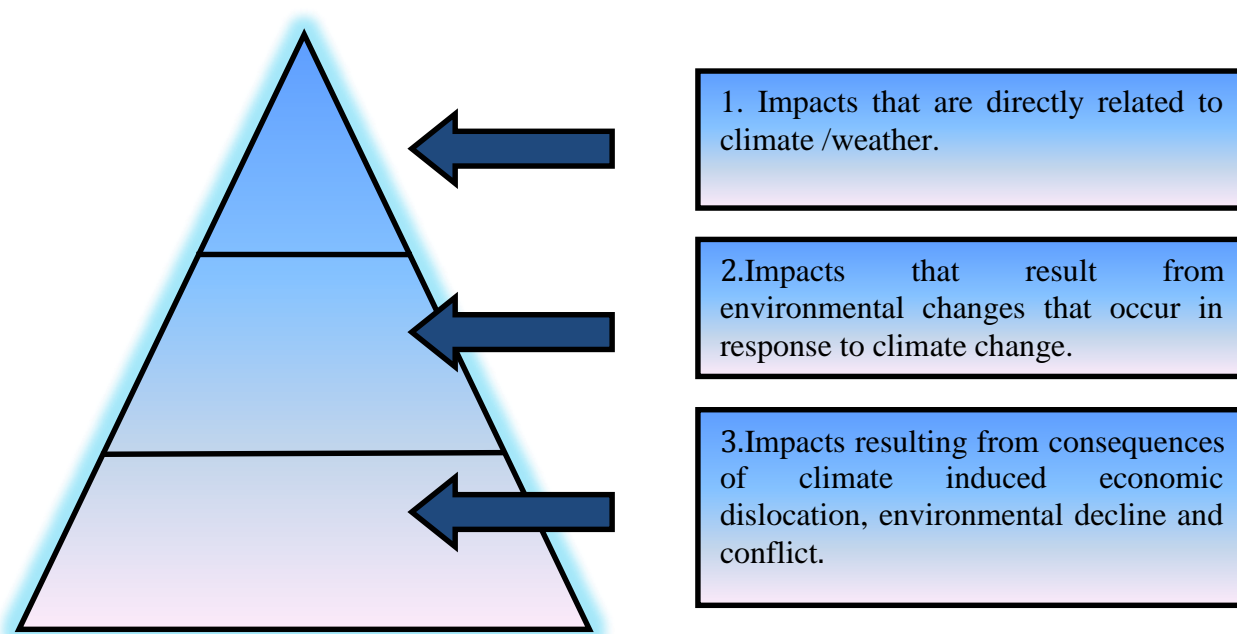 1. Impacts that are directly related to
climate /weather.
2.Impacts that result from
environmental changes that occur in
response to climate change.
3.Impacts resulting from consequences
of climate induced economic
dislocation, environmental decline and
conflict.